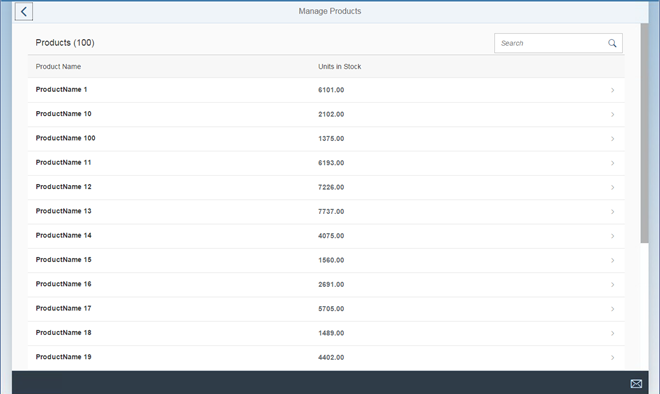 Manage Products
Products (100)
Search
Product Name Units in Stock
ProductName 1 6101.00
ProductName 10 2102.00
ProductName 100 1375.00
ProductName 11 6193.00
ProductName 12 7226.00
ProductName 13 7737.00
ProductName 14 4075.00
ProductName 15 1560.00
ProductName 16 2691.00
ProductName 17 5705.00
ProductName 18 1489.00
ProductName 19 4402.00